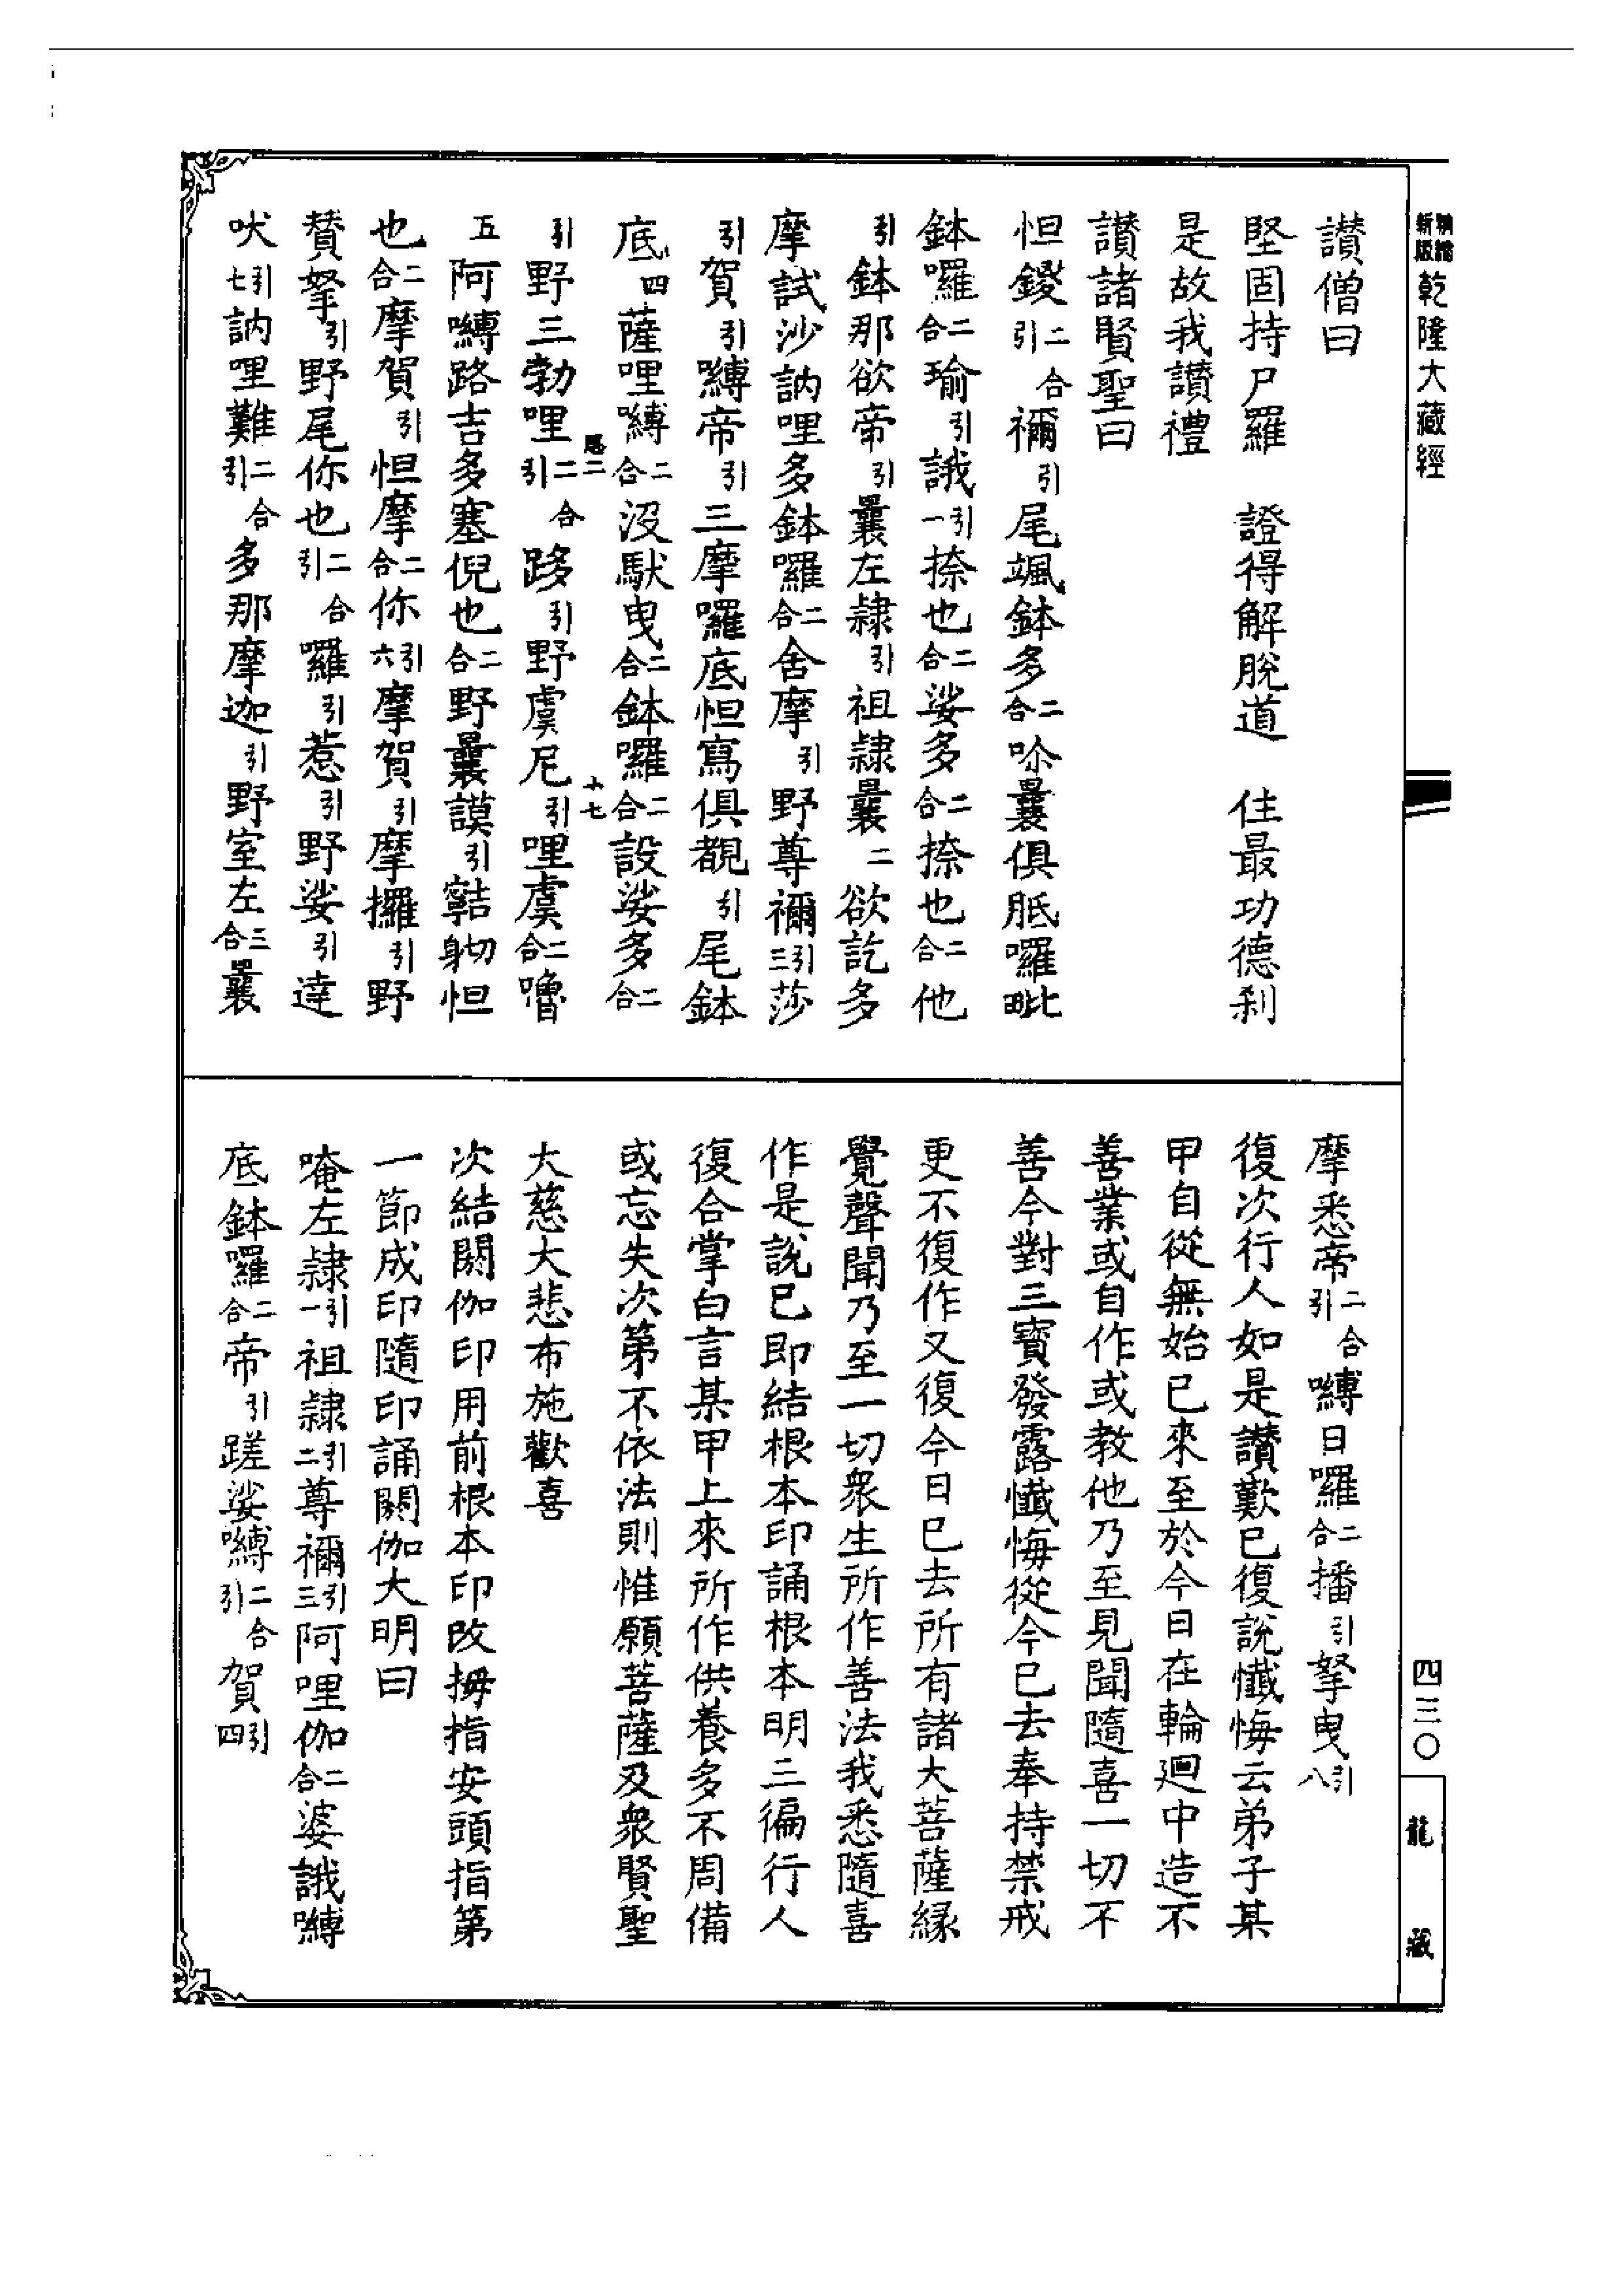 新版
乾隆大藏經
讚僧曰
堅固持尸羅　證得解脫道　住最功德刹
是故我讚禮
讚諸賢聖曰
怛鑁二合引禰引尾颯鉢多二合吤曩俱胝囉
鉢囉二合瑜引誐引一捺也二合娑多二合捺也二合他
引鉢那欲帝引曩左隸引祖隸曩二欲訖多
摩試沙訥哩多鉢囉二合舍摩引野尊禰引三莎
引賀引嚩帝引三摩囉底怛寫俱覩引尾鉢
底四薩哩嚩二合沒馱曳二合鉢囉二合設娑多二合
引野三勃哩二合引跢引野虞尼引哩虞二合嚕
五阿嚩路吉多塞倪也二合野曩謨引怛
也二合摩賀引怛摩二合你引六摩賀引摩攞引野
贊拏引野尾你也二合引囉引惹引野娑引達
吠引七訥哩難二合引多那摩迦引野室左三合曩
十七
摩悉帝二合引嚩日囉二合播引拏曳引八
復次行人如是讚歎已復說懺悔云弟子某
甲自從無始已來至於今日在輪迴中造不
善業或自作或教他乃至見聞隨喜一切不
善今對三寶發露懺悔從今已去奉持禁戒
更不復作又復今日已去所有諸大菩薩緣
覺聲聞乃至一切衆生所作善法我悉隨喜
作是說已即結根本印誦根本明三徧行人
復合掌白言某甲上來所作供養多不周備
或忘失次第不依法則惟願菩薩及衆賢聖
大慈大悲布施歡喜
次結閼伽印用前根本印改拇指安頭指第
一節成印隨印誦閼伽大明曰
唵左隸引一祖隸引二尊禰引三阿哩伽二合婆誐嚩
底鉢囉二合帝引蹉娑嚩二合引賀引四
四三〇
龍藏